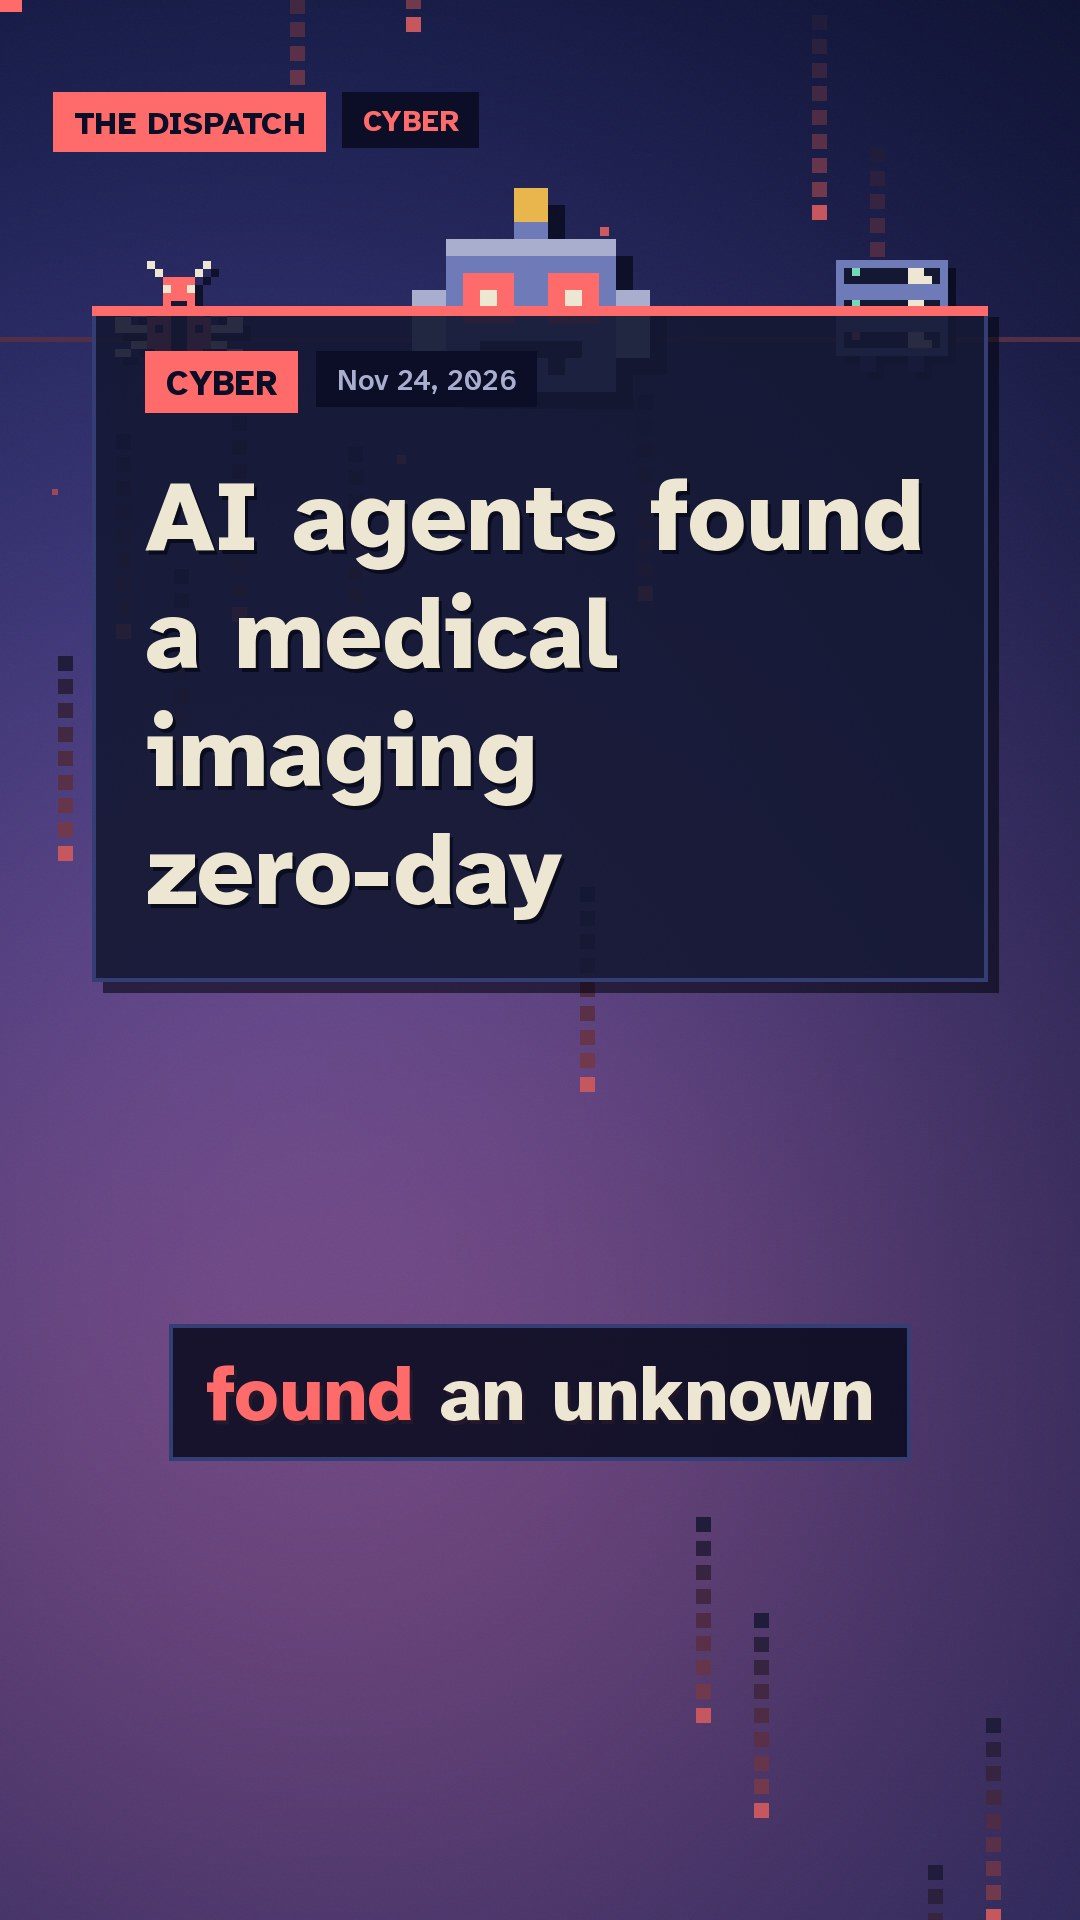 THE DISPATCH CYBER
CYBER Nov 24, 2026
AI agents found
a medical
imaging
zero-day
found an unknown